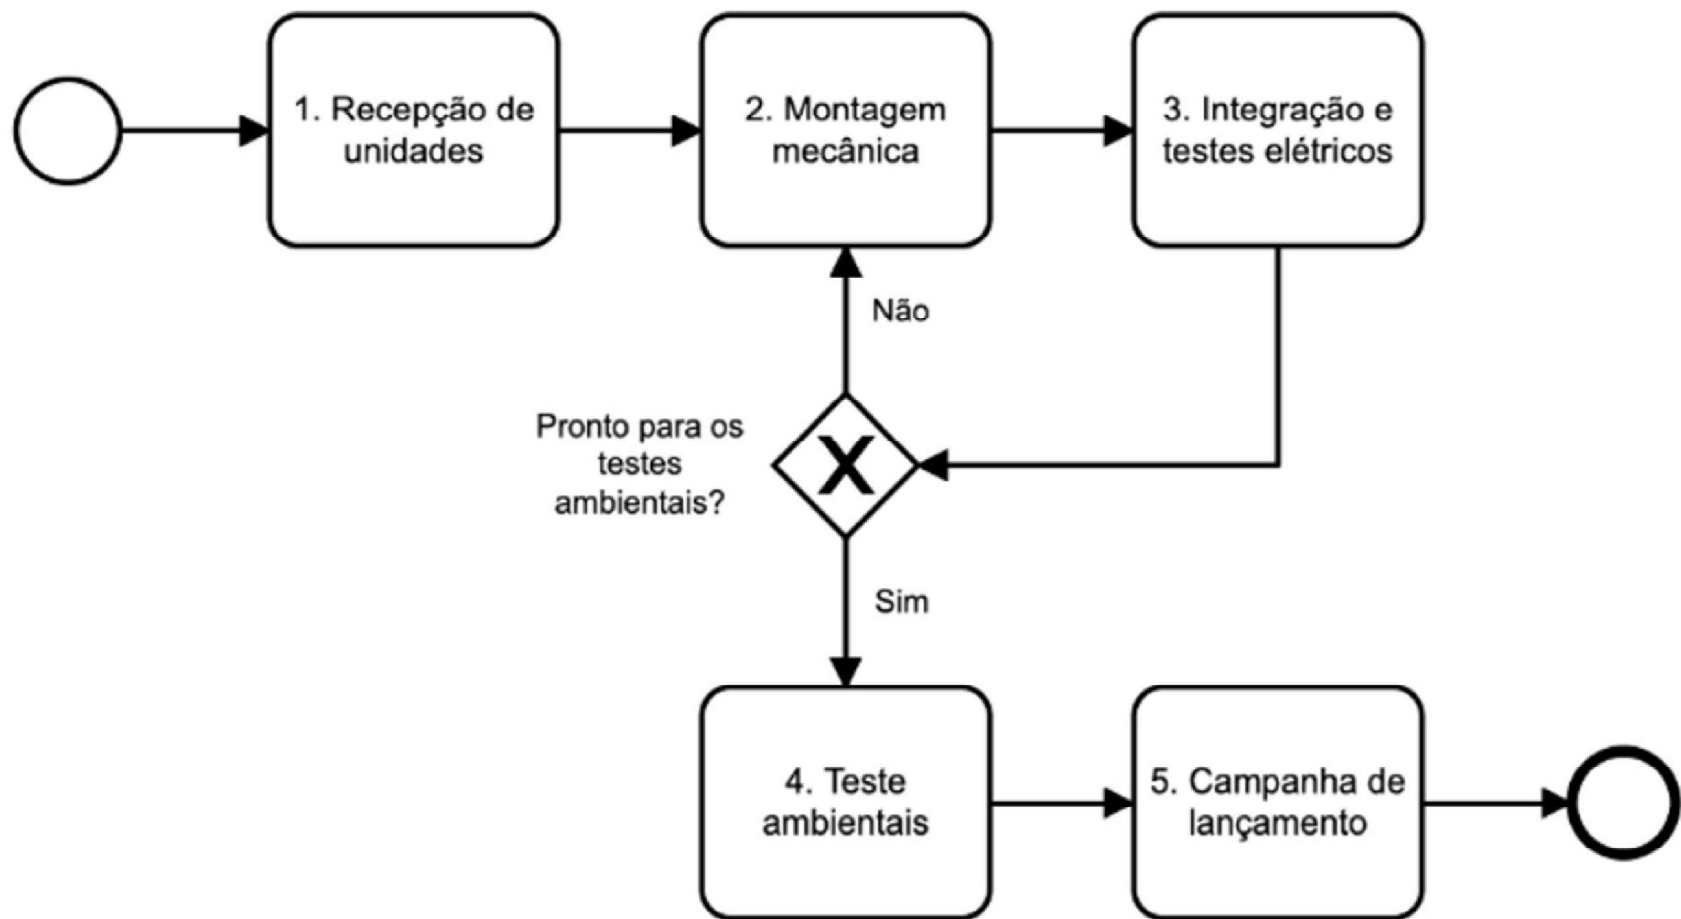 1. Recepção de
unidades
2. Montagem
mecânica
3. Integração e
testes elétricos
Não
Pronto para os
testes
ambientais?
X
Sim
4. Teste
ambientais
5. Campanha de
lançamento